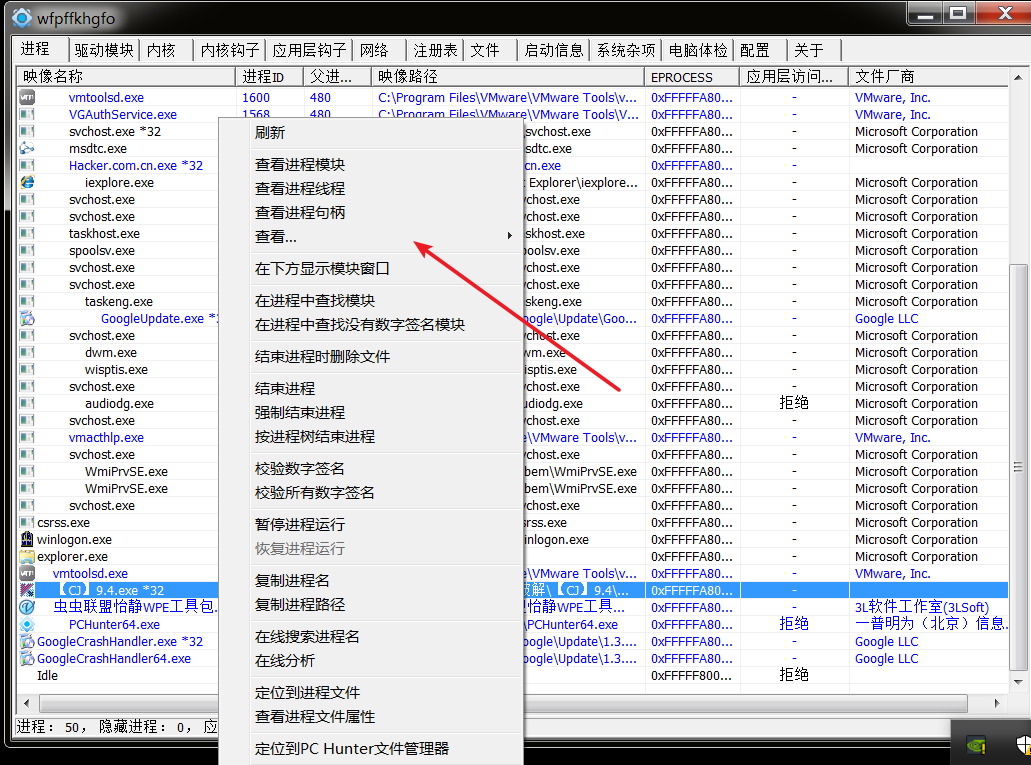 wfpffkhgfo
进程 驱动模块 内核 内核钩子 应用层钩子 网络 注册表 文件 启动信息 系统杂项 电脑体检 配置 关于
映像名称 进程ID 父进... 映像路径 EPROCESS 应用层访问... 文件厂商
vmtoolsd.exe 1600 480 C:\Program Files\VMware\VMware Tools\v... 0xFFFFFA80... - VMware, Inc.
VGAuthService.exe 1568 480 C:\Program Files\VMware\VMware Tools\V... 0xFFFFFA80... - VMware, Inc.
svchost.exe *32 svchost.exe 0xFFFFFA80... - Microsoft Corporation
msdtc.exe 0xFFFFFA80... - Microsoft Corporation
Hacker.com.cn.exe *32 cn.exe 0xFFFFFA80... -
iexplore.exe t Explorer\iexplore... 0xFFFFFA80... - Microsoft Corporation
svchost.exe vchost.exe 0xFFFFFA80... - Microsoft Corporation
svchost.exe vchost.exe 0xFFFFFA80... - Microsoft Corporation
taskhost.exe skhost.exe 0xFFFFFA80... - Microsoft Corporation
spoolsv.exe poolsv.exe 0xFFFFFA80... - Microsoft Corporation
svchost.exe vchost.exe 0xFFFFFA80... - Microsoft Corporation
svchost.exe vchost.exe 0xFFFFFA80... - Microsoft Corporation
taskeng.exe skeng.exe 0xFFFFFA80... - Microsoft Corporation
GoogleUpdate.exe *: ogle\Update\Goo... 0xFFFFFA80... - Google LLC
svchost.exe vchost.exe 0xFFFFFA80... - Microsoft Corporation
dwm.exe wm.exe 0xFFFFFA80... - Microsoft Corporation
wisptis.exe isptis.exe 0xFFFFFA80... - Microsoft Corporation
svchost.exe vchost.exe 0xFFFFFA80... - Microsoft Corporation
audiodg.exe udiodg.exe 0xFFFFFA80... 拒绝 Microsoft Corporation
svchost.exe vchost.exe 0xFFFFFA80... - Microsoft Corporation
vmacthlp.exe e\VMware Tools\v... 0xFFFFFA80... - VMware, Inc.
svchost.exe vchost.exe 0xFFFFFA80... - Microsoft Corporation
WmiPrvSE.exe bem\WmiPrvSE.exe 0xFFFFFA80... - Microsoft Corporation
WmiPrvSE.exe bem\WmiPrvSE.exe 0xFFFFFA80... - Microsoft Corporation
svchost.exe vchost.exe 0xFFFFFA80... - Microsoft Corporation
csrss.exe srss.exe 0xFFFFFA80... - Microsoft Corporation
winlogon.exe inlogon.exe 0xFFFFFA80... - Microsoft Corporation
explorer.exe 0xFFFFFA80... - Microsoft Corporation
vmtoolsd.exe e\VMware Tools\v... 0xFFFFFA80... - VMware, Inc.
【CJ】9.4.exe *32 \【CJ】9.4\... 0xFFFFFA80... -
虫虫联盟怡静WPE工具包. 怡静WPE工具... 0xFFFFFA80... - 3L软件工作室(3LSoft)
PCHunter64.exe \PCHunter64.exe 0xFFFFFA80... 拒绝 一普明为（北京）信息.
GoogleCrashHandler.exe *32 ogle\Update\1.3.... 0xFFFFFA80... - Google LLC
GoogleCrashHandler64.exe ogle\Update\1.3.... 0xFFFFFA80... - Google LLC
Idle 0xFFFFF800... 拒绝
进程: 50, 隐藏进程: 0, 应
刷新
查看进程模块
查看进程线程
查看进程句柄
查看...
在下方显示模块窗口
在进程中查找模块
在进程中查找没有数字签名模块
结束进程时删除文件
结束进程
强制结束进程
按进程树结束进程
校验数字签名
校验所有数字签名
暂停进程运行
恢复进程运行
复制进程名
复制进程路径
在线搜索进程名
在线分析
定位到进程文件
查看进程文件属性
定位到PC Hunter文件管理器